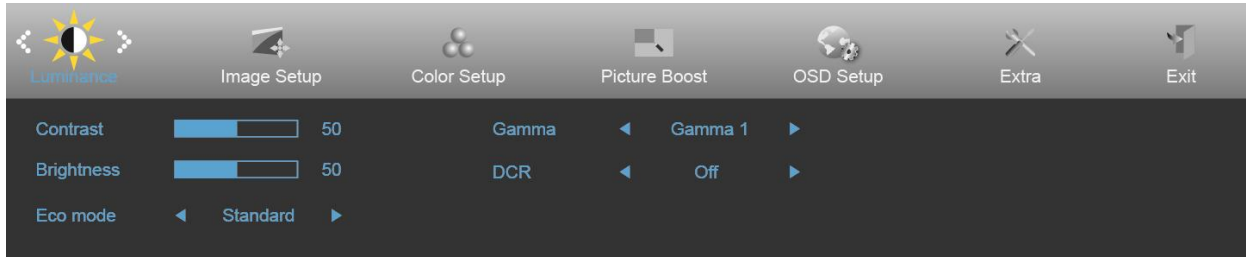 Luminance Image Setup Color Setup Picture Boost OSD Setup Extra Exit
Contrast 50 Gamma Gamma 1
Brightness 50 DCR Off
Eco mode Standard